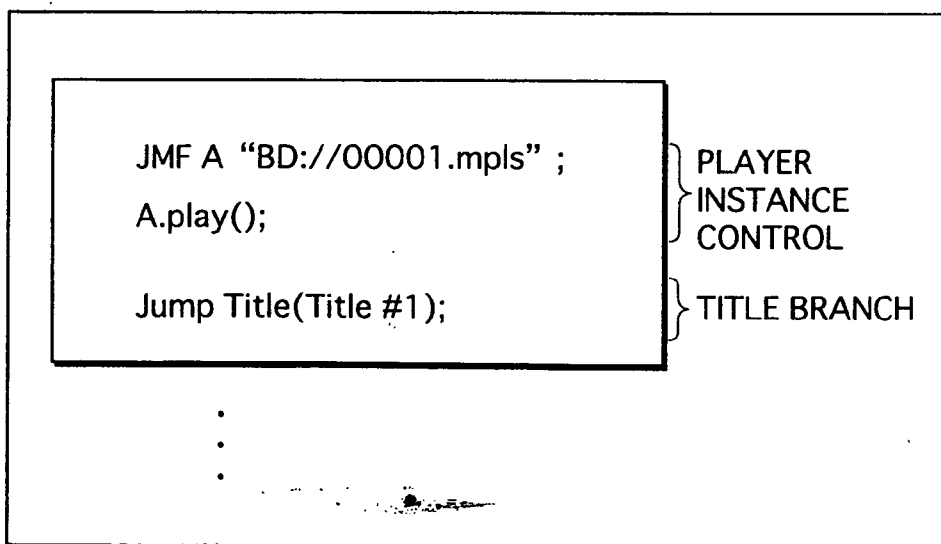 JMF A “BD://00001.mpls” ;
A.play();
Jump Title(Title #1);
PLAYER
INSTANCE
CONTROL
TITLE BRANCH